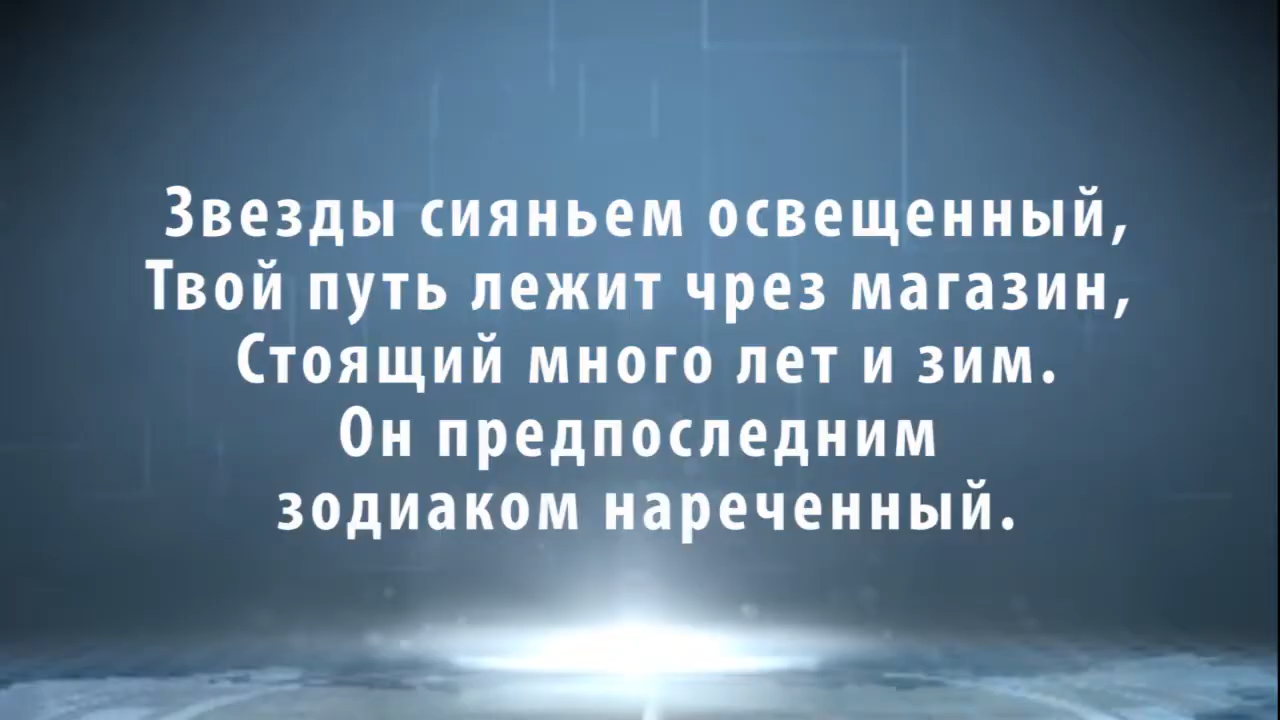 Звезды сияньем освещенный,
Твой путь лежит чрез магазин,
Стоящий много лет и зим.
Он предпоследним
зодиаком нареченный.